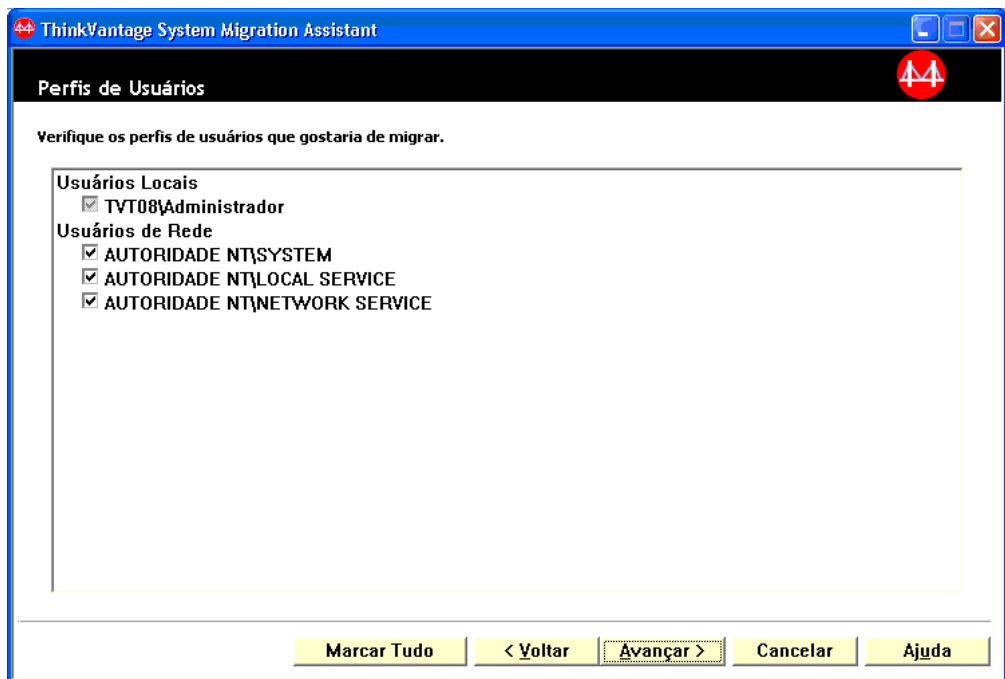 ThinkVantage System Migration Assistant
Perfis de Usuários
Verifique os perfis de usuários que gostaria de migrar.
Usuários Locais
TVT08\Administrador
Usuários de Rede
AUTORIDADE NT\SYSTEM
AUTORIDADE NT\LOCAL SERVICE
AUTORIDADE NT\NETWORK SERVICE
Marcar Tudo < Voltar Avançar > Cancelar Ajuda